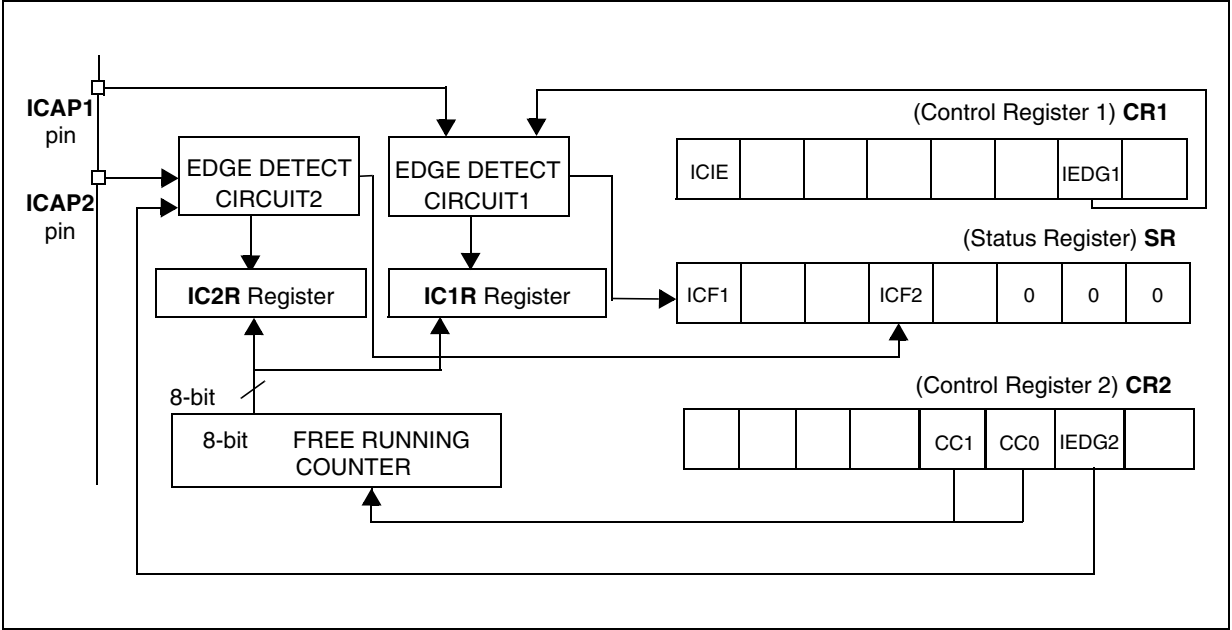 ICAP1
pin
ICAP2
pin
EDGE DETECT
CIRCUIT2
EDGE DETECT
CIRCUIT1
(Control Register 1) CR1
ICIE
IEDG1
(Status Register) SR
IC2R Register
IC1R Register
ICF1
ICF2
0
0
0
8-bit
8-bit FREE RUNNING
COUNTER
(Control Register 2) CR2
CC1
CC0
IEDG2